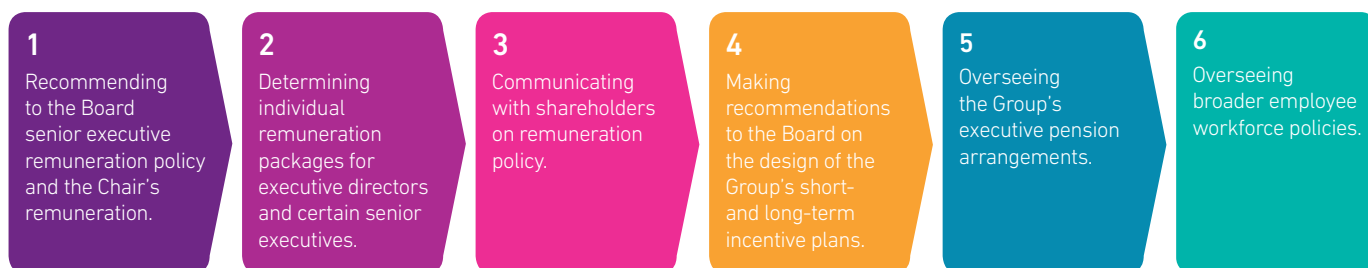 1
Recommending
to the Board
senior executive
remuneration policy
and the Chair's
remuneration.
2
Determining
individual
remuneration
packages for
executive directors
and certain senior
executives.
3
Communicating
with shareholders
on remuneration
policy.
4
Making
recommendations
to the Board on
the design of the
Group's short-
and long-term
incentive plans.
5
Overseeing
the Group's
executive pension
arrangements.
6
Overseeing
broader employee
workforce policies.